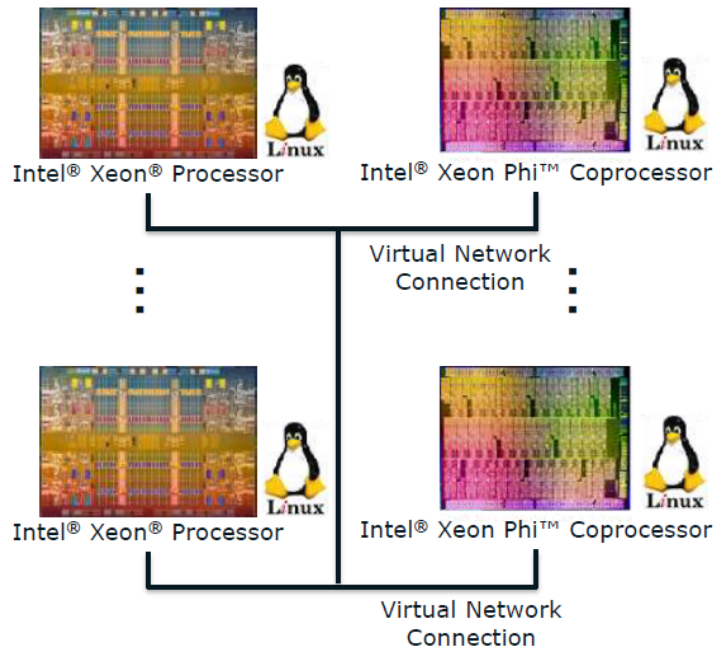 Linux
Linux
Intel® Xeon® Processor
Intel® Xeon Phi™ Coprocessor
Virtual Network
Connection
Linux
Linux
Intel® Xeon® Processor
Intel® Xeon Phi™ Coprocessor
Virtual Network
Connection